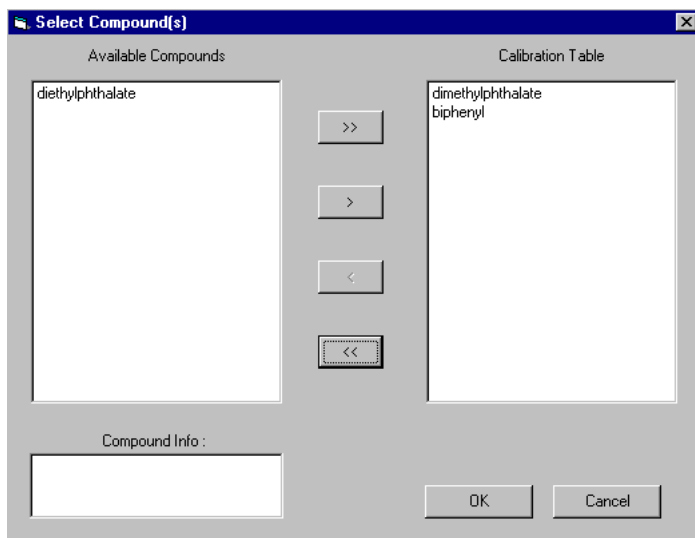 Select Compound(s)
Available Compounds
Calibration Table
diethylphthalate
dimethylphthalate
biphenyl
>>
>
<
<<
Compound Info :
OK
Cancel